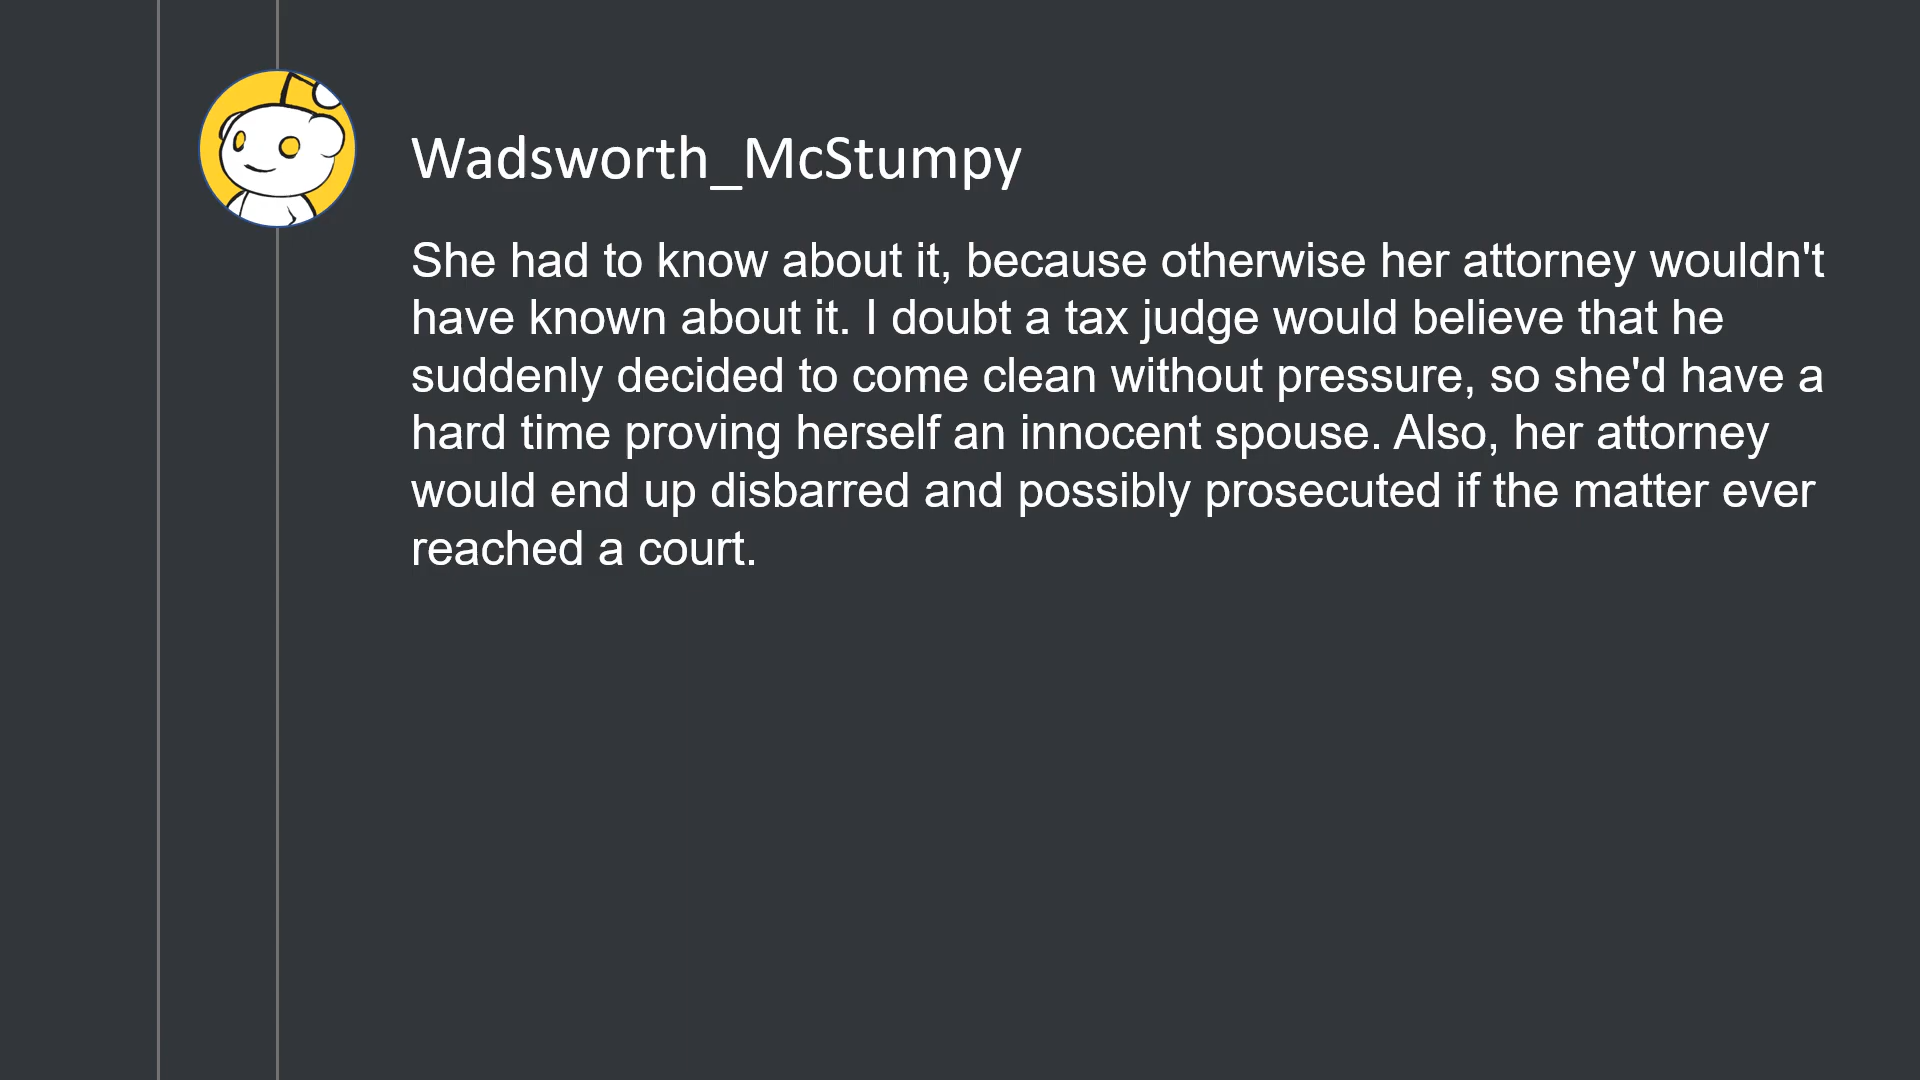 Wadsworth_McStumpy
She had to know about it, because otherwise her attorney wouldn't
have known about it. I doubt a tax judge would believe that he
suddenly decided to come clean without pressure, so she'd have a
hard time proving herself an innocent spouse. Also, her attorney
would end up disbarred and possibly prosecuted if the matter ever
reached a court.